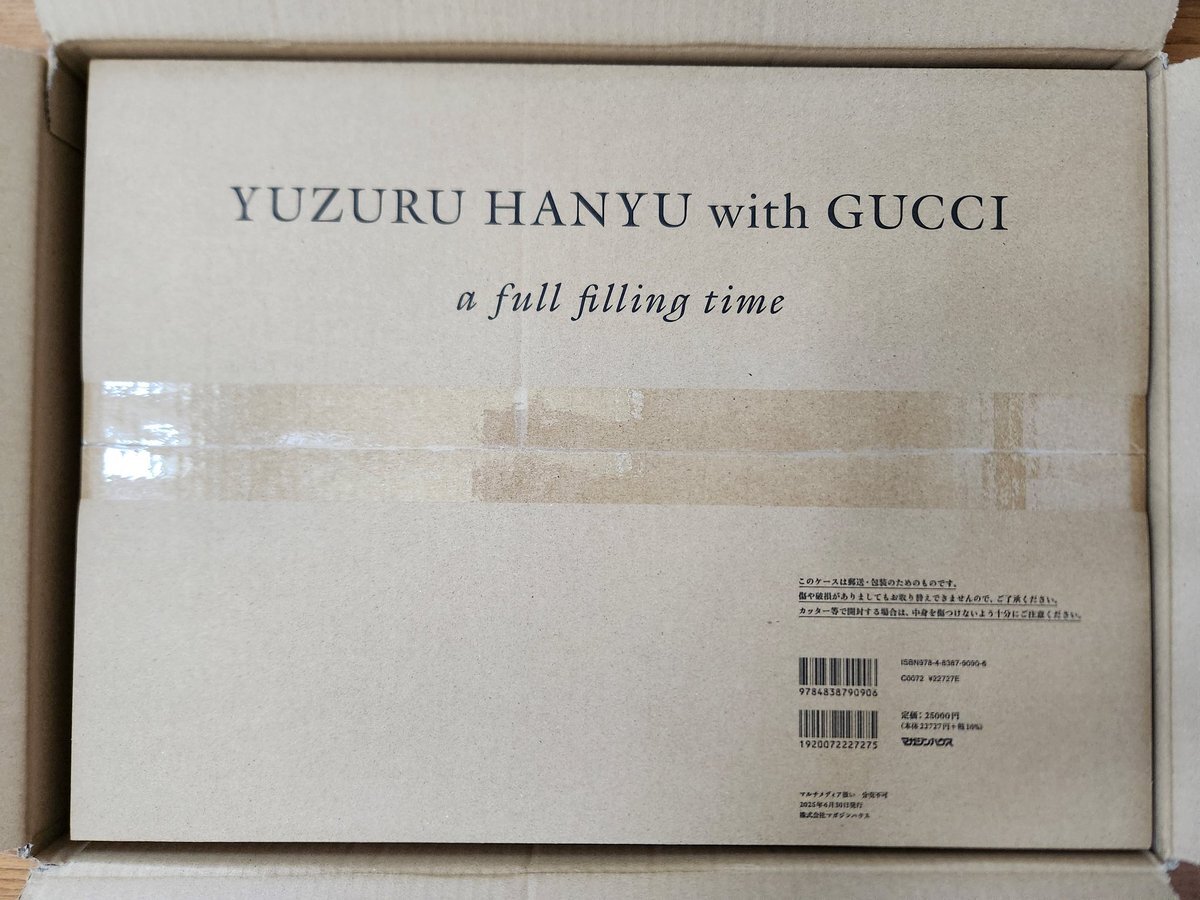 YUZURU HANYU with GUCCI
a full filling time
このケースは郵送・包装のためのものです。
傷や破損がありましてもお取り替えできませんので、ご了承ください。
カッター等で開封する場合は、中身を傷つけないよう十分にご注意ください。
ISBN978-4-8387-9090-6
C0072 ¥22727E
9784838790906
定価：25000円
（本体22727円＋税10%）
マガジンハウス
1920072227275
マルチメディア扱い 分売不可
2025年6月30日発行
株式会社マガジンハウス